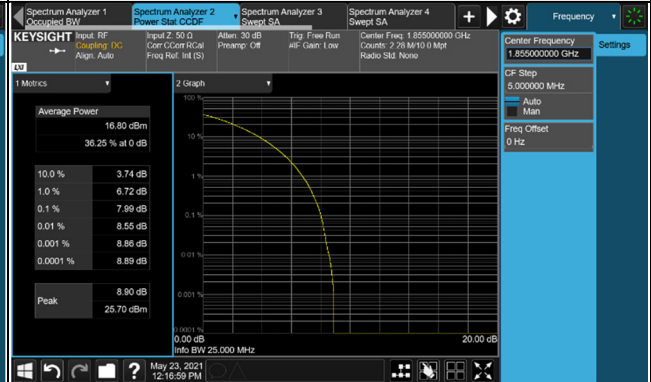 Spectrum Analyzer 1
Occupied BW
Spectrum Analyzer 2
Power Stat CCDF
Spectrum Analyzer 3
Swept SA
Spectrum Analyzer 4
Swept SA
Frequency
KEYSIGHT
Input: RF
Coupling: DC
Align: Auto
Input Z: 50 Ω
Corr CCorr RCal
Freq Ref: Int (S)
Atten: 30 dB
Preamp: Off
Trig: Free Run
#IF Gain: Low
Center Freq: 1.855000000 GHz
Counts: 2.28 M/10.0 Mpt
Radio Std: None
LXI
Center Frequency
1.855000000 GHz
Settings
CF Step
5.000000 MHz
Auto
Man
Freq Offset
0 Hz
1 Metrics
Average Power
16.80 dBm
36.25 % at 0 dB
10.0 % 3.74 dB
1.0 % 6.72 dB
0.1 % 7.99 dB
0.01 % 8.55 dB
0.001 % 8.86 dB
0.0001 % 8.89 dB
Peak
8.90 dB
25.70 dBm
2 Graph
100 %
10 %
1 %
0.1 %
0.01 %
0.001 %
0.0001 %
0.00 dB
20.00 dB
Info BW 25.000 MHz
May 23, 2021
12:16:59 PM